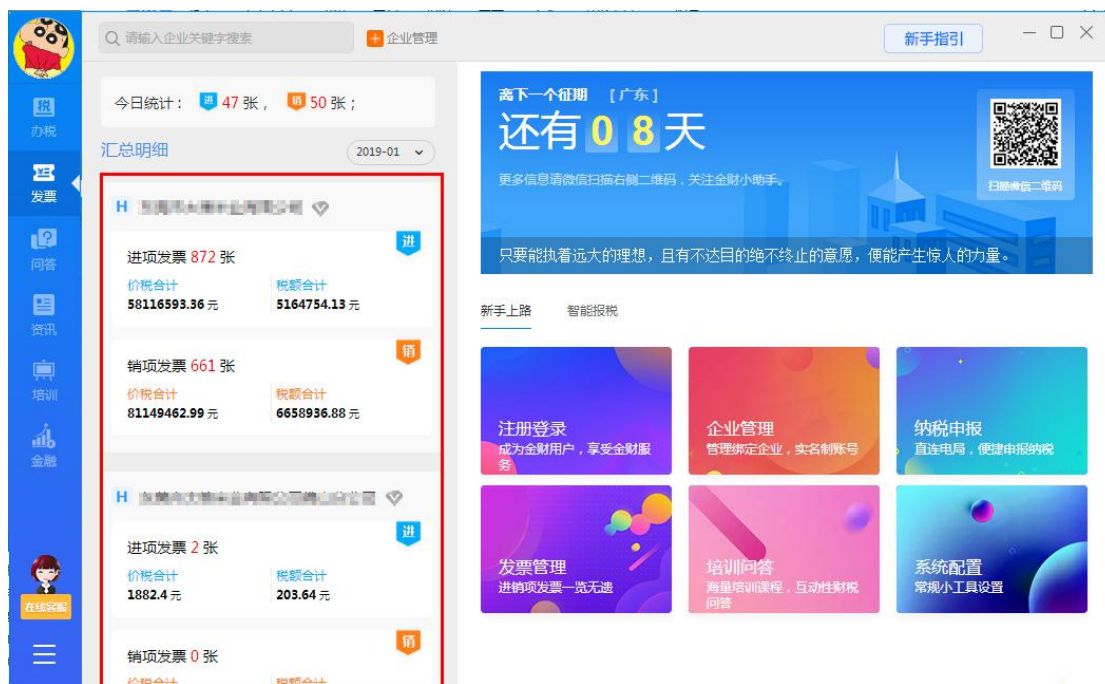 请输入企业关键字搜索
企业管理
新手指引
税
办税
发票
问答
资讯
培训
金融
在线客服
今日统计： 进 47 张， 销 50 张；
汇总明细
2019-01
H
进
进项发票 872 张
价税合计 税额合计
58116593.36 元 5164754.13 元
销
销项发票 661 张
价税合计 税额合计
81149462.99 元 6658936.88 元
H
进
进项发票 2 张
价税合计 税额合计
1882.4 元 203.64 元
销
销项发票 0 张
价税合计 税额合计
离下一个征期 [广东]
还有08天
更多信息请微信扫描右侧二维码，关注金财小助手。
扫描微信二维码
只要能执着远大的理想，且有不达目的绝不终止的意愿，便能产生惊人的力量。
新手上路 智能报税
注册登录
成为金财用户，享受金财服
务
企业管理
管理绑定企业，实名制账号
纳税申报
直连电局，便捷申报纳税
发票管理
进销项发票一览无遗
培训问答
海量培训课程，互动性财税
问答
系统配置
常规小工具设置